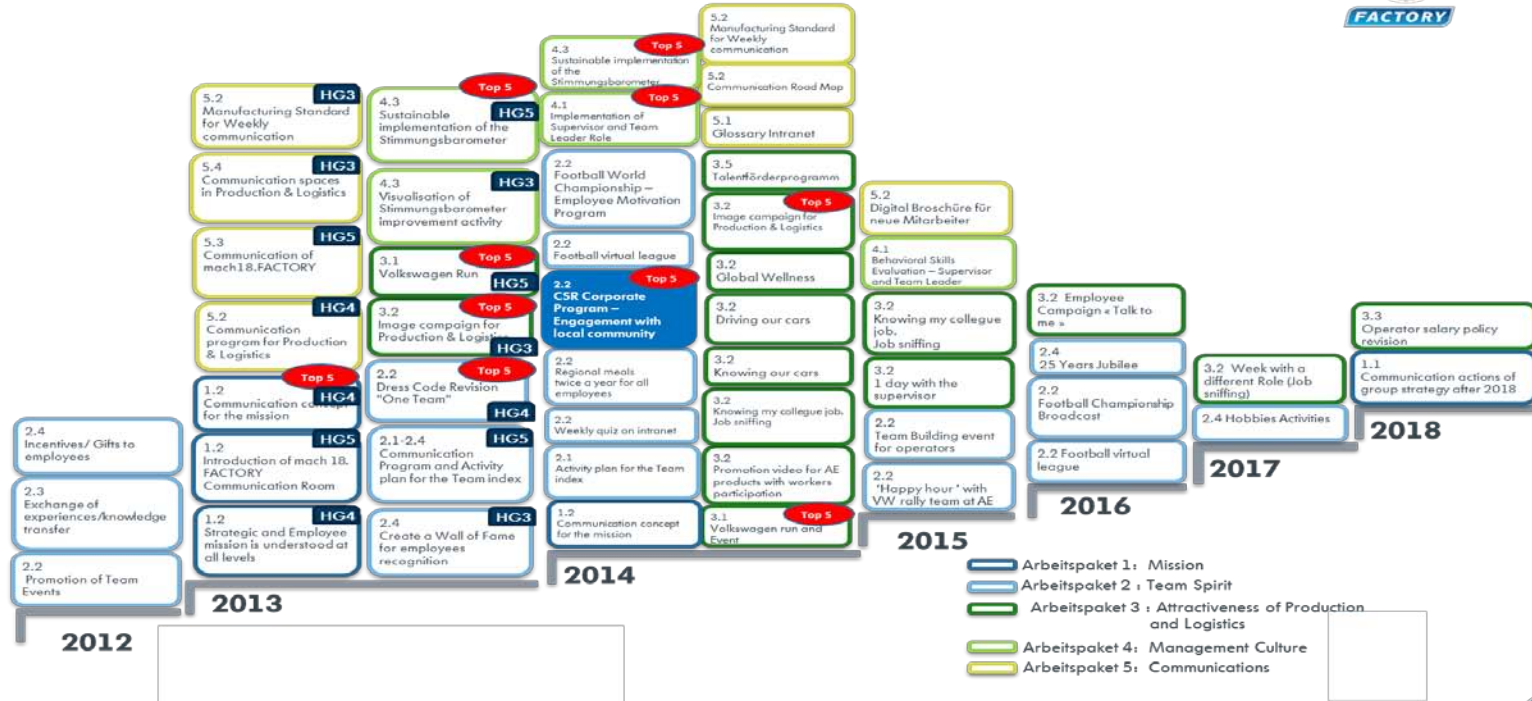 FACTORY
2.4
Incentives/ Gifts to
employees
2.3
Exchange of
experiences/knowledge
transfer
2.2
Promotion of Team
Events
2012
5.2
HG3
Manufacturing Standard
for Weekly
communication
5.4
HG3
Communication spaces
in Production & Logistics
5.3
HG5
Communication of
mach18.FACTORY
5.2
HG4
Communication
program for Production
& Logistics
Top 5
1.2
HG4
Communication concept
for the mission
1.2
HG5
Introduction of mach 18.
FACTORY
Communication Room
1.2
HG4
Strategic and Employee
mission is understood at
all levels
Top 5
4.3
HG5
Sustainable
implementation of the
Stimmungsbarometer
4.3
HG3
Visualisation of
Stimmungsbarometer
improvement activity
3.1
Top 5
Volkswagen Run
HG5
3.2
Top 5
Image campaign for
Production & Logistics
HG3
2.2
Top 5
Dress Code Revision
"One Team"
HG4
2.1-2.4
HG5
Communication
Program and Activity
plan for the Team index
2.4
HG3
Create a Wall of Fame
for employees
recognition
2013
4.3
Top 5
Sustainable implementation
of the
Stimmungsbarometer
4.1
Top 5
Implementation of
Supervisor and Team
Leader Role
2.2
Football World
Championship –
Employee Motivation
Program
2.2
Football virtual league
2.2
Top 5
CSR Corporate
Program –
Engagement with
local community
2.2
Regional meals
twice a year for all
employees
2.2
Weekly quiz on intranet
2.1
Activity plan for the Team
index
1.2
Communication concept
for the mission
5.2
Manufacturing Standard
for Weekly
communication
5.2
Communication Road Map
5.1
Glossary Intranet
3.5
Talentförderprogramm
3.2
Top 5
Image campaign for
Production & Logistics
3.2
Global Wellness
3.2
Driving our cars
3.2
Knowing our cars
3.2
Knowing my collegue job.
Job sniffing
3.2
Promotion video for AE
products with workers
participation
3.1
Top 5
Volkswagen run and
Event
2014
5.2
Digital Broschüre für
neue Mitarbeiter
4.1
Behavioral Skills
Evaluation – Supervisor
and Team Leader
3.2
Knowing my collegue
job.
Job sniffing
3.2
1 day with the
supervisor
2.2
Team Building event
for operators
2.2
'Happy hour ' with
VW rally team at AE
2015
3.2 Employee
Campaign « Talk to
me »
2.4
25 Years Jubilee
2.2
Football Championship
Broadcast
2.2 Football virtual
league
2016
3.2 Week with a
different Role (Job
sniffing)
2.4 Hobbies Activities
2017
3.3
Operator salary policy
revision
1.1
Communication actions of
group strategy after 2018
2018
Arbeitspaket 1: Mission
Arbeitspaket 2 : Team Spirit
Arbeitspaket 3 : Attractiveness of Production
and Logistics
Arbeitspaket 4: Management Culture
Arbeitspaket 5: Communications